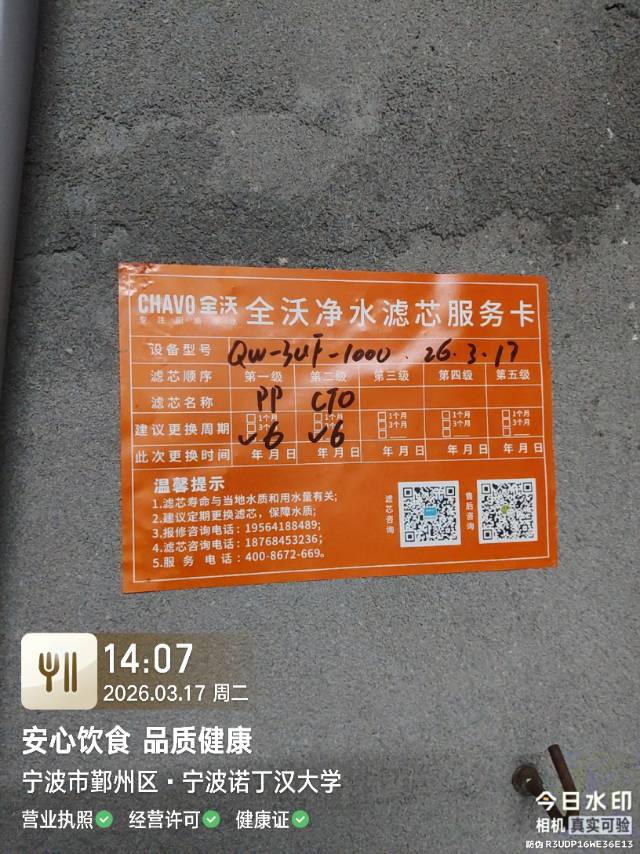 CHAVO 全沃
全沃净水滤芯服务卡
设备型号 QW-3UF-1000. 26.3.17
滤芯顺序 第一级 第二级 第三级 第四级 第五级
滤芯名称 PP CTO
建议更换周期 1个月 1个月 1个月 1个月 1个月
3个月 3个月 3个月 3个月
✓6 ✓6
此次更换时间 年月日 年月日 年月日 年月日 年月日
温馨提示
1.滤芯寿命与当地水质和用水量有关;
2.建议定期更换滤芯，保障水质;
3.报修咨询电话: 19564188489;
4.滤芯咨询电话: 18768453236;
5.服务电话: 400-8672-669。
滤芯咨询
售后咨询
14:07
2026.03.17 周二
安心饮食 品质健康
宁波市鄞州区·宁波诺丁汉大学
营业执照 经营许可 健康证
今日水印
相机 真实可验
防伪 R3UDP16WE36E13